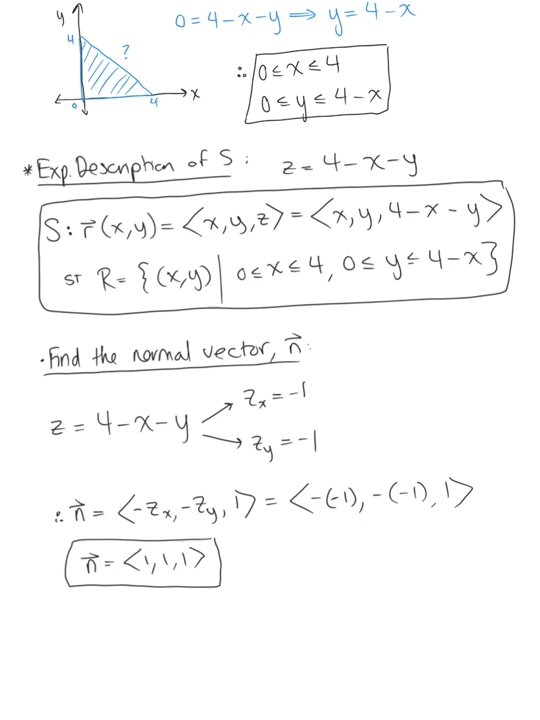 y
0 = 4 - x - y ⟹ y = 4 - x
4
?
∴ 0 ≤ x ≤ 4
0 ≤ y ≤ 4 - x
0 4 x
* Exp. Description of S: z = 4 - x - y
S: r⃗(x,y) = ⟨x, y, z⟩ = ⟨x, y, 4 - x - y⟩
ST R = {(x,y) | 0 ≤ x ≤ 4, 0 ≤ y ≤ 4 - x}
· Find the normal vector, n⃗:
z = 4 - x - y
z_x = -1
z_y = -1
∴ n⃗ = ⟨-z_x, -z_y, 1⟩ = ⟨-(-1), -(-1), 1⟩
n⃗ = ⟨1, 1, 1⟩